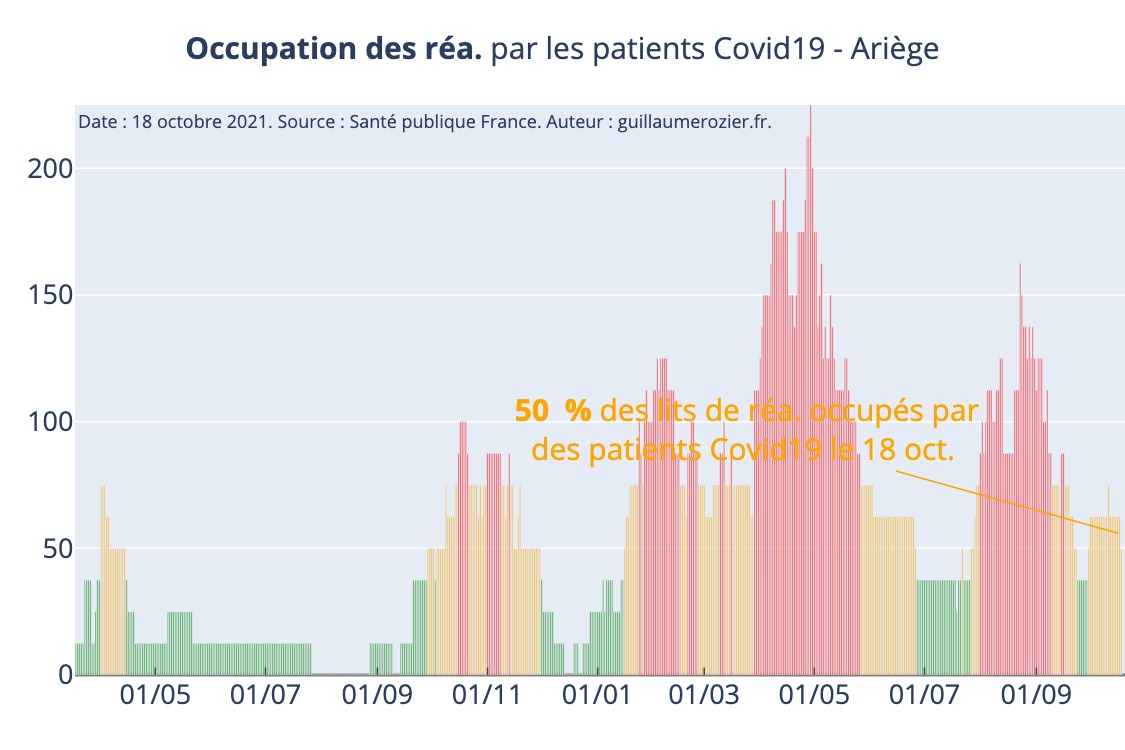 Occupation des réa. par les patients Covid19 - Ariège
Date : 18 octobre 2021. Source : Santé publique France. Auteur : guillaumerozier.fr.
200
150
100
50
0
50 % des lits de réa. occupés par
des patients Covid19 le 18 oct.
01/05 01/07 01/09 01/11 01/01 01/03 01/05 01/07 01/09